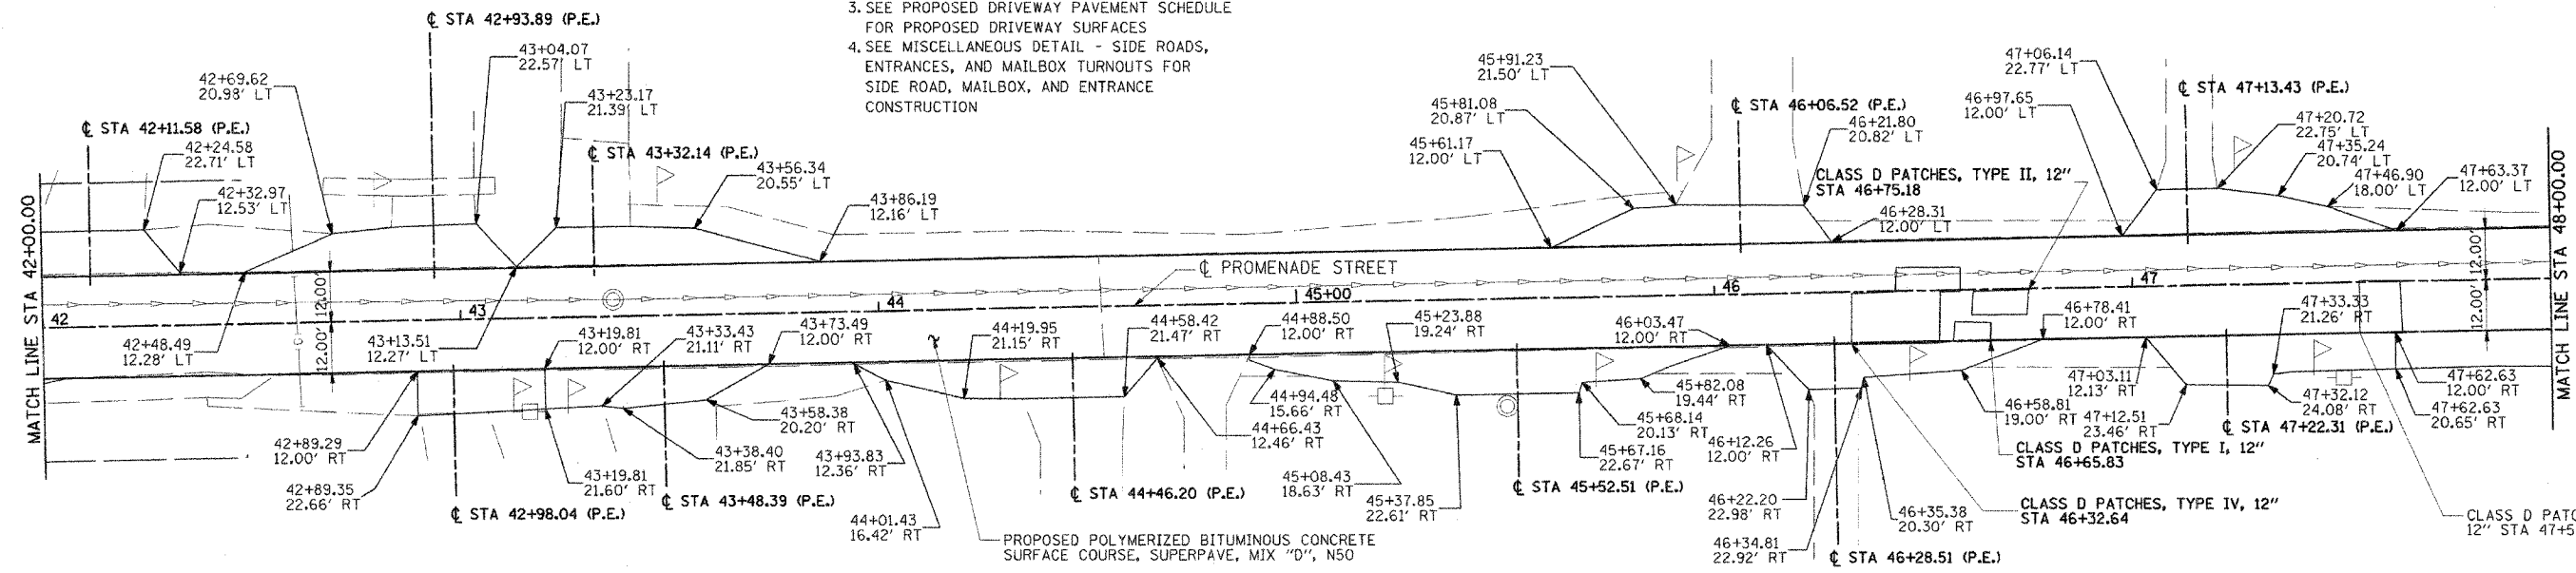 3. SEE PROPOSED DRIVEWAY PAVEMENT SCHEDULE
FOR PROPOSED DRIVEWAY SURFACES
4. SEE MISCELLANEOUS DETAIL - SIDE ROADS,
ENTRANCES, AND MAILBOX TURNOUTS FOR
SIDE ROAD, MAILBOX, AND ENTRANCE
CONSTRUCTION
MATCH LINE STA 42+00.00
℄ STA 42+11.58 (P.E.)
42+24.58
22.71' LT
42+32.97
12.53' LT
42+69.62
20.98' LT
℄ STA 42+93.89 (P.E.)
43+04.07
22.57' LT
43+23.17
21.39' LT
℄ STA 43+32.14 (P.E.)
43+56.34
20.55' LT
43+86.19
12.16' LT
45+61.17
12.00' LT
45+81.08
20.87' LT
45+91.23
21.50' LT
℄ STA 46+06.52 (P.E.)
46+21.80
20.82' LT
CLASS D PATCHES, TYPE II, 12"
STA 46+75.18
46+28.31
12.00' LT
46+97.65
12.00' LT
47+06.14
22.77' LT
℄ STA 47+13.43 (P.E.)
47+20.72
22.75' LT
47+35.24
20.74' LT
47+46.90
18.00' LT
47+63.37
12.00' LT
MATCH LINE STA 48+00.00
℄ PROMENADE STREET
42
43
44
45+00
46
47
12.00'
12.00'
12.00'
12.00'
42+48.49
12.28' LT
43+13.51
12.27' LT
43+19.81
12.00' RT
43+33.43
21.11' RT
43+73.49
12.00' RT
44+19.95
21.15' RT
44+58.42
21.47' RT
44+88.50
12.00' RT
45+23.88
19.24' RT
46+03.47
12.00' RT
46+78.41
12.00' RT
47+33.33
21.26' RT
42+89.29
12.00' RT
42+89.35
22.66' RT
℄ STA 42+98.04 (P.E.)
43+19.81
21.60' RT
43+38.40
21.85' RT
℄ STA 43+48.39 (P.E.)
43+58.38
20.20' RT
43+93.83
12.36' RT
44+01.43
16.42' RT
℄ STA 44+46.20 (P.E.)
44+66.43
12.46' RT
44+94.48
15.66' RT
45+08.43
18.63' RT
45+37.85
22.61' RT
℄ STA 45+52.51 (P.E.)
45+67.16
22.67' RT
45+68.14
20.13' RT
45+82.08
19.44' RT
46+12.26
12.00' RT
46+22.20
22.98' RT
℄ STA 46+28.51 (P.E.)
46+34.81
22.92' RT
46+35.38
20.30' RT
46+58.81
19.00' RT
47+03.11
12.13' RT
47+12.51
23.46' RT
℄ STA 47+22.31 (P.E.)
47+32.12
24.08' RT
47+62.63
12.00' RT
47+62.63
20.65' RT
CLASS D PATCHES, TYPE I, 12"
STA 46+65.83
CLASS D PATCHES, TYPE IV, 12"
STA 46+32.64
CLASS D PATC
12" STA 47+5
PROPOSED POLYMERIZED BITUMINOUS CONCRETE
SURFACE COURSE, SUPERPAVE, MIX "D", N50